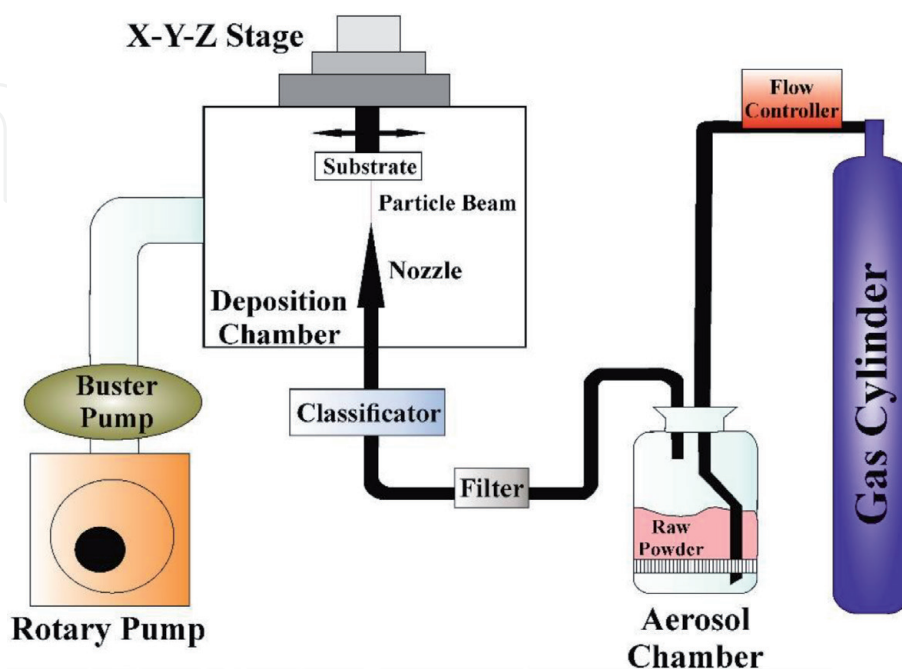 X-Y-Z Stage
Flow
Controller
Substrate
Particle Beam
Nozzle
Deposition
Chamber
Buster
Pump
Classificator
Filter
Raw
Powder
Gas Cylinder
Rotary Pump
Aerosol
Chamber